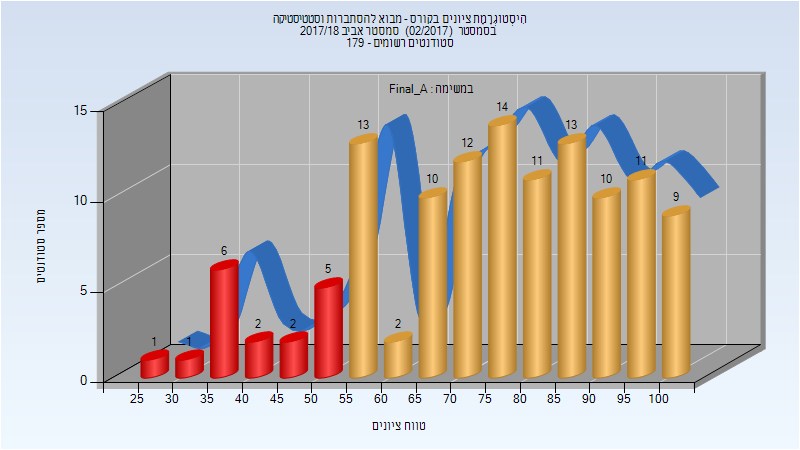 היסטוגרמת ציונים בקורס - מבוא להסתברות וסטטיסטיקה
בסמסטר (02/2017) סמסטר אביב 2017/18
סטודנטים רשומים - 179
במשימה : Final_A
מספר סטודנטים
15
10
5
0
1
1
6
2
2
5
13
2
10
12
14
11
13
10
11
9
25 30 35 40 45 50 55 60 65 70 75 80 85 90 95 100
טווח ציונים